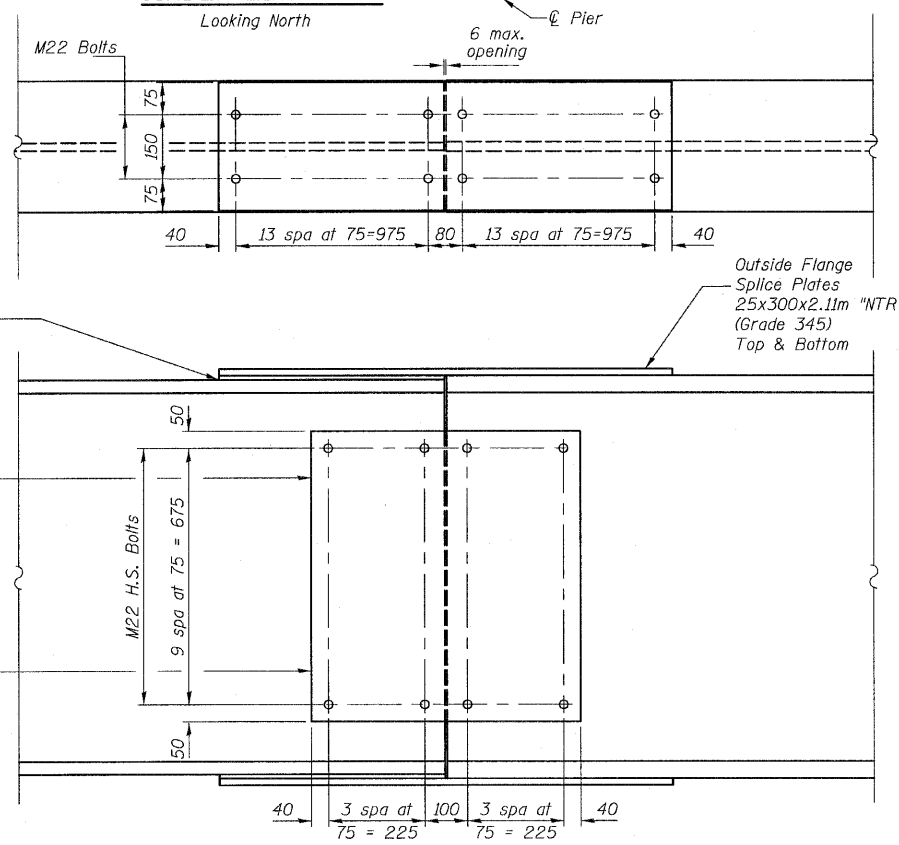 Looking North
℄ Pier
M22 Bolts
6 max.
opening
75
150
75
40
13 spa at 75=975
80
13 spa at 75=975
40
Outside Flange
Splice Plates
25x300x2.11m "NTR
(Grade 345)
Top & Bottom
50
M22 H.S. Bolts
9 spa at 75 = 675
50
40
3 spa at
75 = 225
100
3 spa at
75 = 225
40